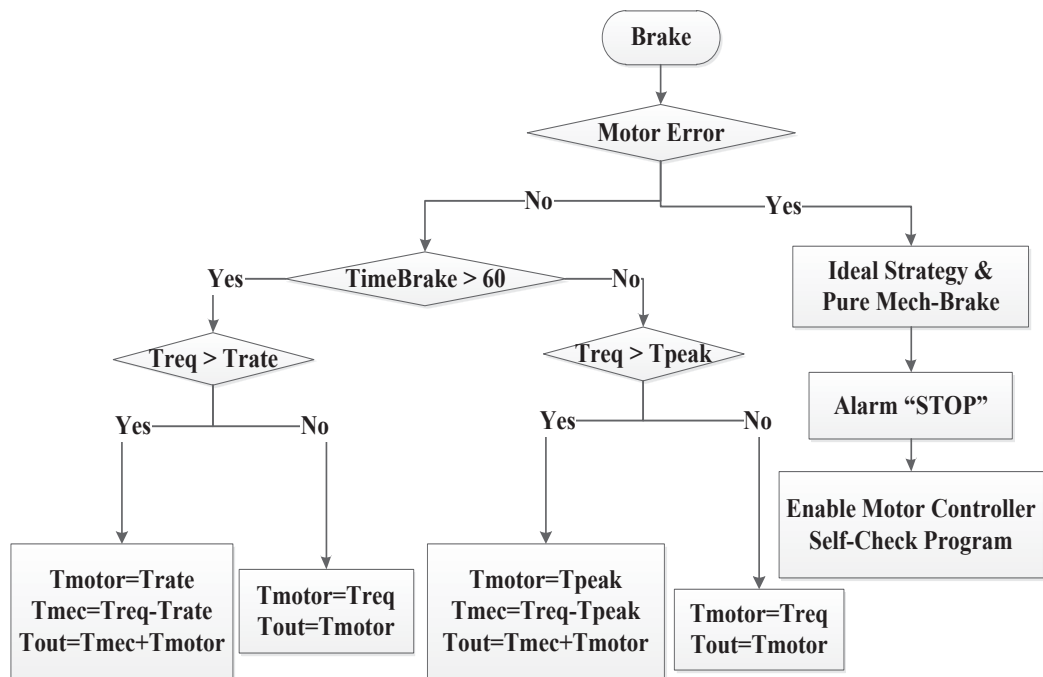 Brake
Motor Error
No
Yes
TimeBrake > 60
Yes
No
Ideal Strategy &
Pure Mech-Brake
Treq > Trate
Treq > Tpeak
Alarm “STOP”
Yes
No
Yes
No
Enable Motor Controller
Self-Check Program
Tmotor=Trate
Tmec=Treq-Trate
Tout=Tmec+Tmotor
Tmotor=Treq
Tout=Tmotor
Tmotor=Tpeak
Tmec=Treq-Tpeak
Tout=Tmec+Tmotor
Tmotor=Treq
Tout=Tmotor